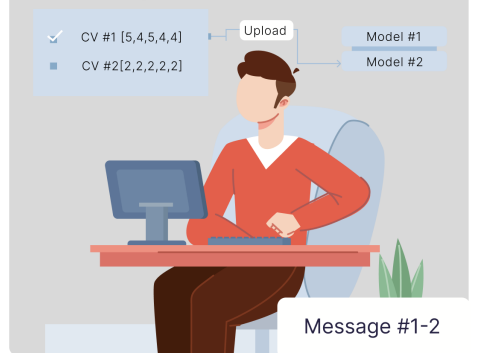 CV #1 [5,4,5,4,4]
CV #2[2,2,2,2,2]
Upload
Model #1
Model #2
Message #1-2